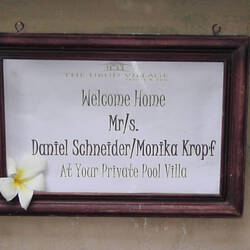 THE UBUD VILLAGE
Welcome Home
Mr/s.
Daniel Schneider/Monika Kropf
At Your Private Pool Villa